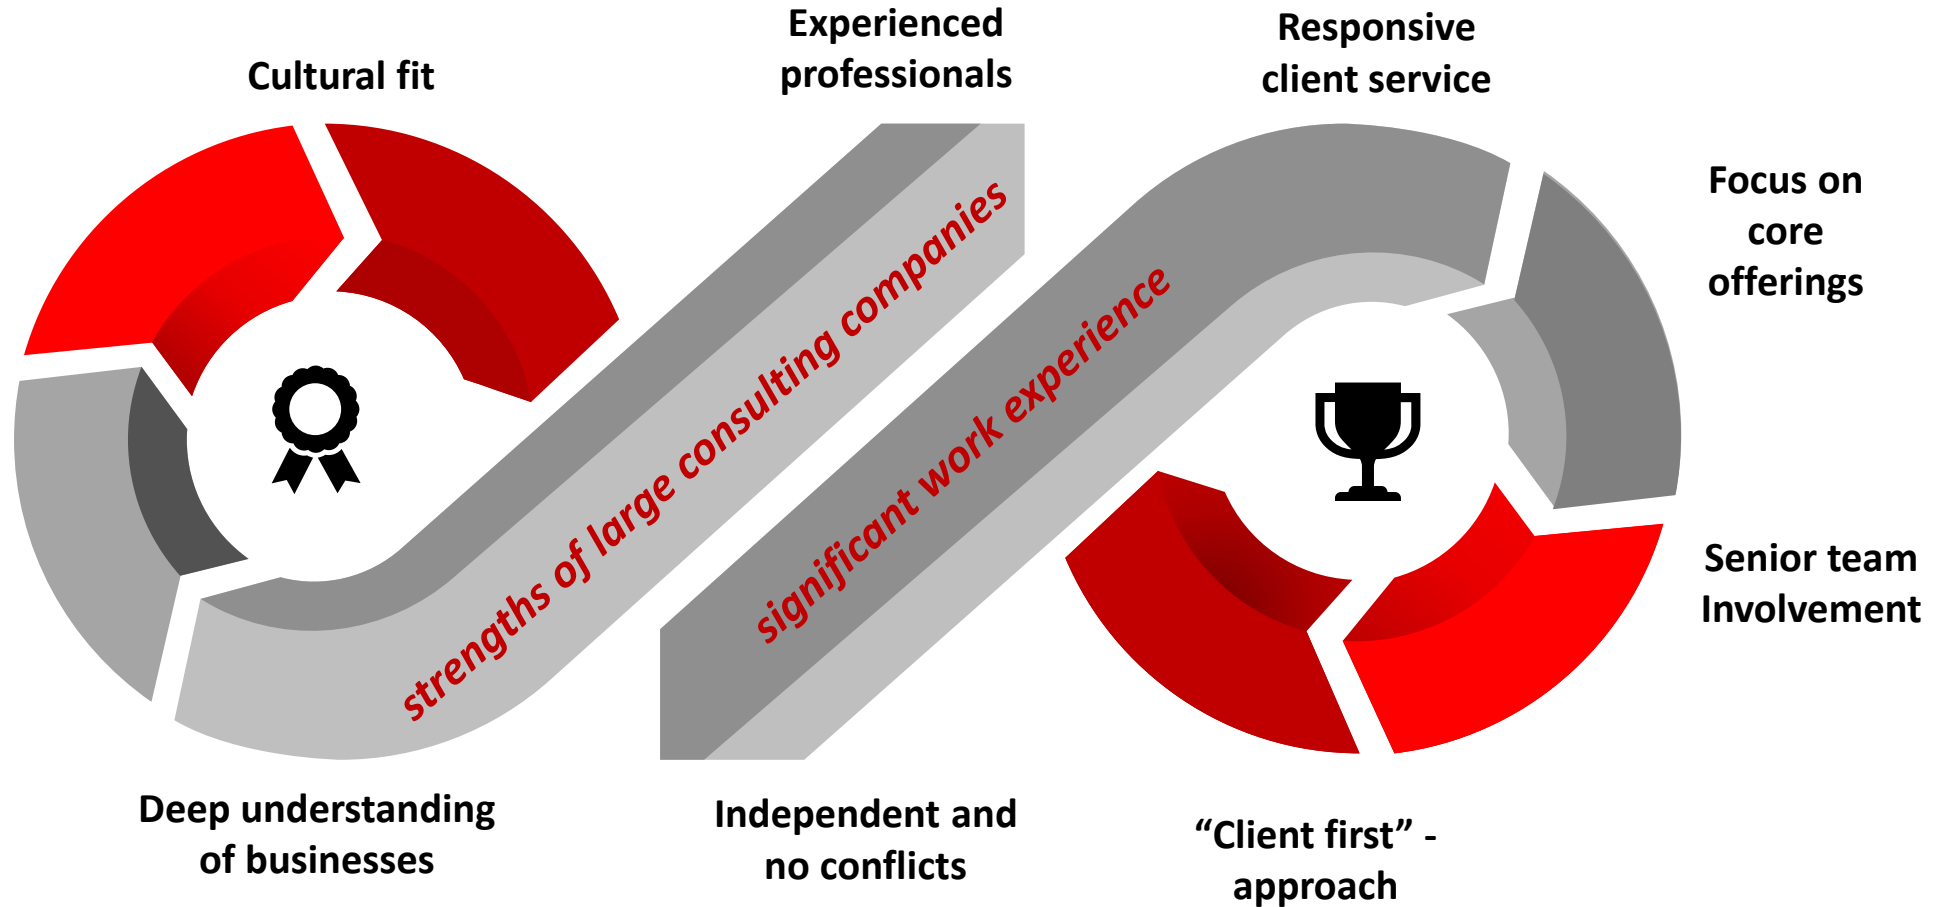 Cultural fit
Experienced
professionals
Responsive
client service
Focus on
core
offerings
strengths of large consulting companies
significant work experience
Senior team
Involvement
Deep understanding
of businesses
Independent and
no conflicts
“Client first” -
approach